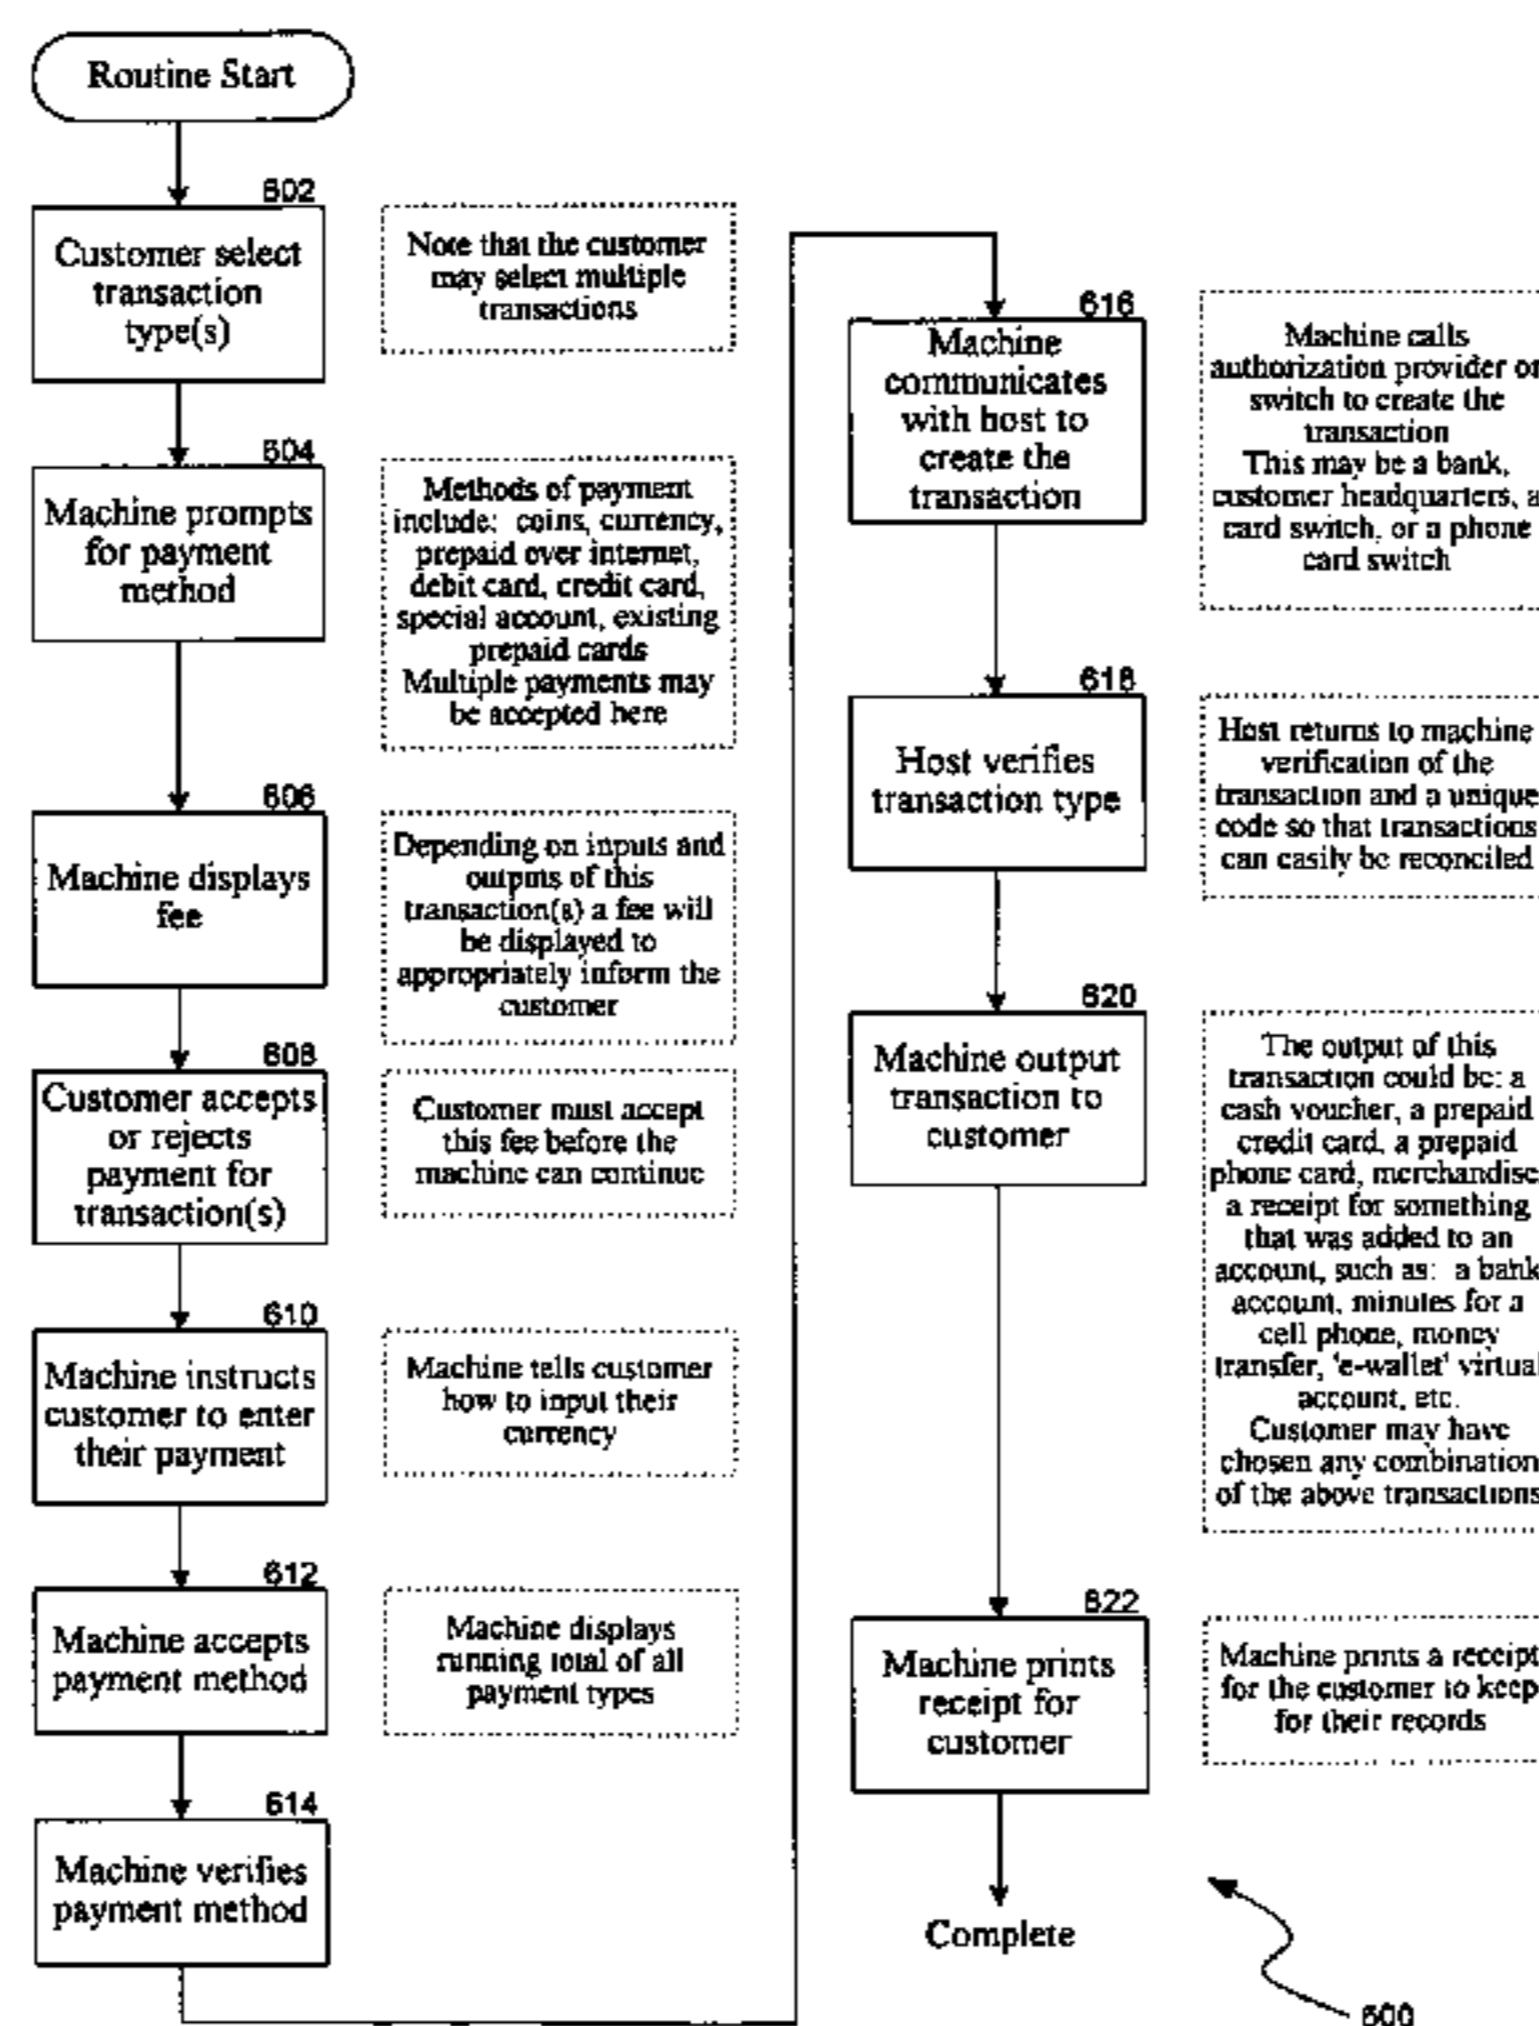 Routine Start
602
Customer select
transaction
type(s)
Note that the customer
may select multiple
transactions
604
Machine prompts
for payment
method
Methods of payment
include: coins, currency,
prepaid over internet,
debit card, credit card,
special account, existing
prepaid cards
Multiple payments may
be accepted here
606
Machine displays
fee
Depending on inputs and
outputs of this
transaction(s) a fee will
be displayed to
appropriately inform the
customer
608
Customer accepts
or rejects
payment for
transaction(s)
Customer must accept
this fee before the
machine can continue
610
Machine instructs
customer to enter
their payment
Machine tells customer
how to input their
currency
612
Machine accepts
payment method
Machine displays
running total of all
payment types
614
Machine verifies
payment method
616
Machine
communicates
with host to
create the
transaction
Machine calls
authorization provider or
switch to create the
transaction
This may be a bank,
customer headquarters, a
card switch, or a phone
card switch
618
Host verifies
transaction type
Host returns to machine
verification of the
transaction and a unique
code so that transactions
can easily be reconciled
620
Machine output
transaction to
customer
The output of this
transaction could be: a
cash voucher, a prepaid
credit card, a prepaid
phone card, merchandise,
a receipt for something
that was added to an
account, such as: a bank
account, minutes for a
cell phone, money
transfer, 'e-wallet' virtual
account, etc.
Customer may have
chosen any combination
of the above transactions
622
Machine prints
receipt for
customer
Machine prints a receipt
for the customer to keep
for their records
Complete
600